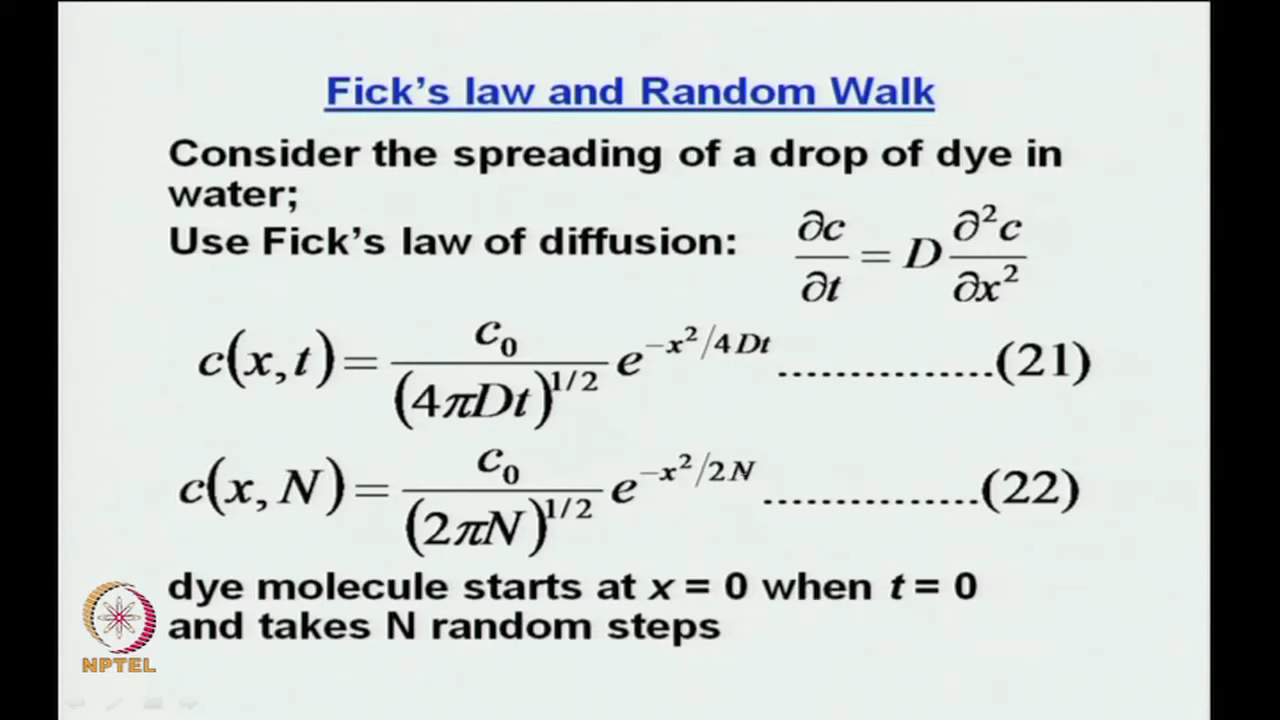 Fick's law and Random Walk
Consider the spreading of a drop of dye in
water;
Use Fick's law of diffusion: ∂c/∂t = D ∂²c/∂x²
c(x,t) = c₀/(4πDt)^1/2 e^−x²/4Dt ...............(21)
c(x,N) = c₀/(2πN)^1/2 e^−x²/2N ...............(22)
dye molecule starts at x = 0 when t = 0
and takes N random steps
NPTEL